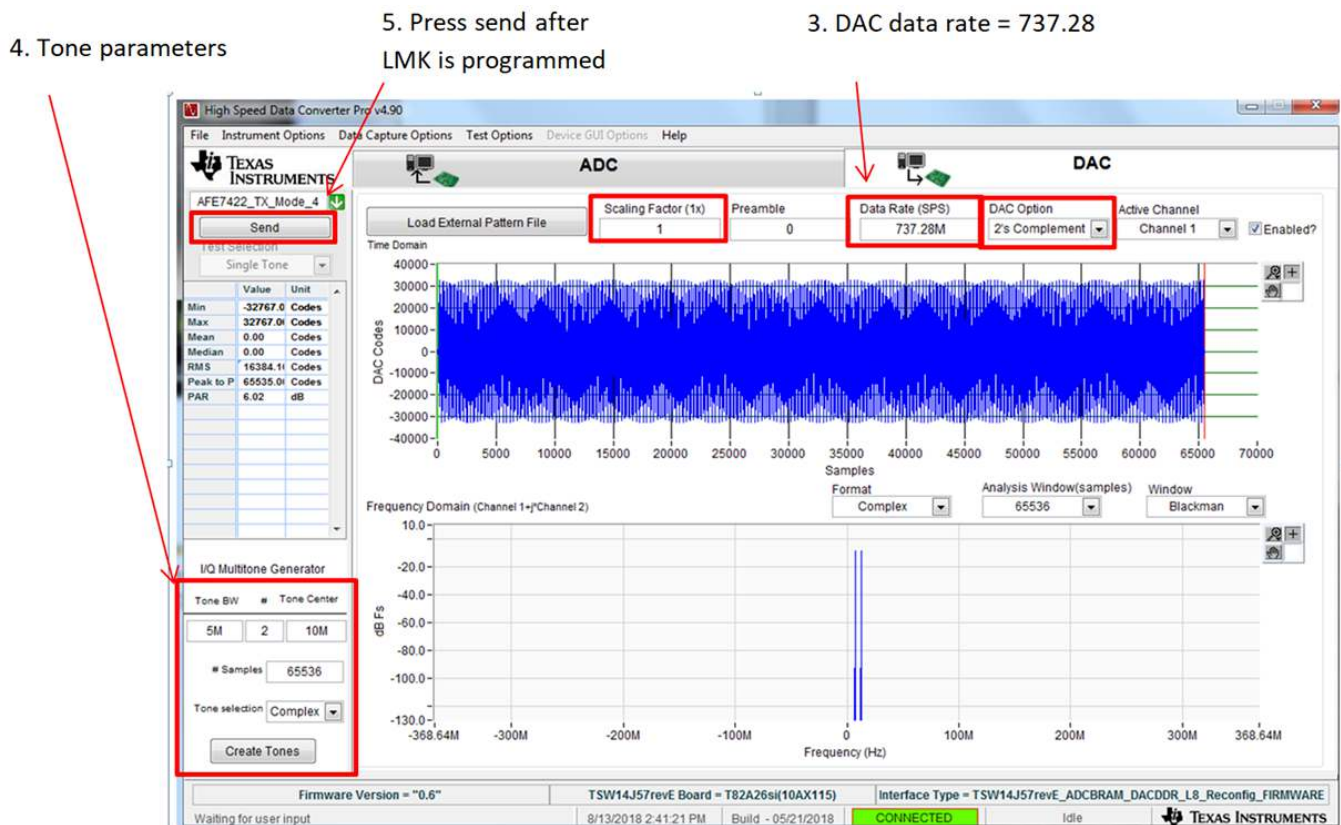 4. Tone parameters
5. Press send after
LMK is programmed
3. DAC data rate = 737.28
High Speed Data Converter Pro v4.90
File Instrument Options Data Capture Options Test Options Device GUI Options Help
TEXAS
INSTRUMENTS
ADC
DAC
AFE7422_TX_Mode_4
Send
Test Selection
Single Tone
Value Unit
Min -32767.0 Codes
Max 32767.0 Codes
Mean 0.00 Codes
Median 0.00 Codes
RMS 16384.1 Codes
Peak to P 65535.0 Codes
PAR 6.02 dB
Load External Pattern File
Scaling Factor (1x)
1
Preamble
0
Data Rate (SPS)
737.28M
DAC Option
2's Complement
Active Channel
Channel 1
Enabled?
Time Domain
DAC Codes
40000
30000
20000
10000
0
-10000
-20000
-30000
-40000
0 5000 10000 15000 20000 25000 30000 35000 40000 45000 50000 55000 60000 65000 70000
Samples
Format
Complex
Analysis Window(samples)
65536
Window
Blackman
Frequency Domain (Channel 1+j*Channel 2)
dB Fs
10.0
-20.0
-40.0
-60.0
-80.0
-100.0
-130.0
-368.64M -300M -200M -100M 0 100M 200M 300M 368.64M
Frequency (Hz)
I/Q Multitone Generator
Tone BW # Tone Center
5M 2 10M
# Samples 65536
Tone selection Complex
Create Tones
Firmware Version = "0.6"
TSW14J57revE Board = T82A26si(10AX115)
Interface Type = TSW14J57revE_ADCBRAM_DACDDR_L8_Reconfig_FIRMWARE
Waiting for user input
8/13/2018 2:41:21 PM
Build - 05/21/2018
CONNECTED
Idle
TEXAS INSTRUMENTS